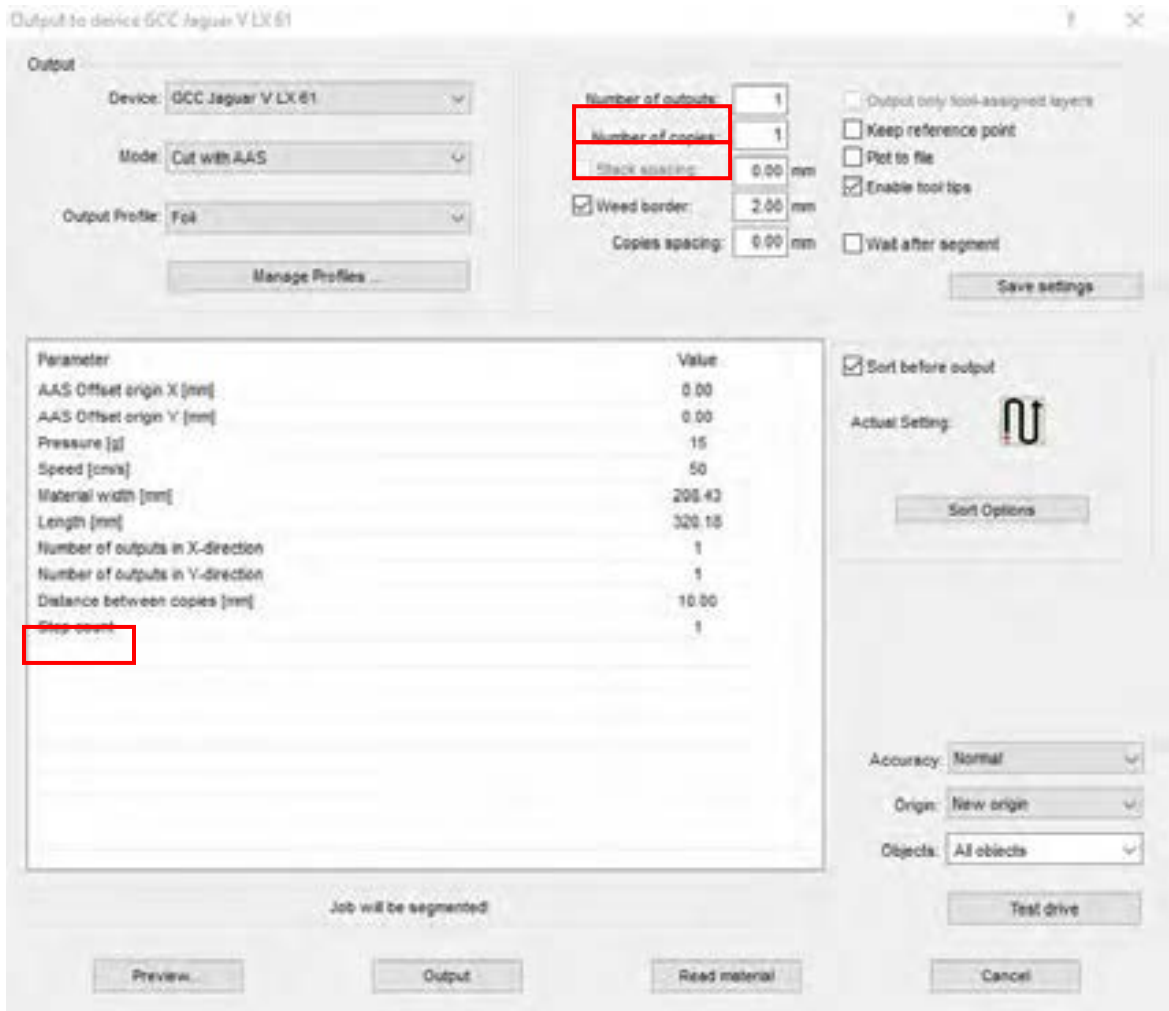 Output to device GCC Jaguar V LX 61
Output
Device: GCC Jaguar V LX 61
Mode: Cut with AAS
Output Profile: Foil
Manage Profiles ...
Number of outputs: 1
Number of copies: 1
Stack spacing: 0.00 mm
Weed border: 2.00 mm
Copies spacing: 0.00 mm
Output only tool-assigned layers
Keep reference point
Plot to file
Enable tool tips
Wait after segment
Save settings
Parameter Value
AAS Offset origin X [mm] 0.00
AAS Offset origin Y [mm] 0.00
Pressure [g] 15
Speed [cm/s] 50
Material width [mm] 208.43
Length [mm] 320.18
Number of outputs in X-direction 1
Number of outputs in Y-direction 1
Distance between copies [mm] 10.00
Step count 1
Sort before output
Actual Setting:
Sort Options
Accuracy: Normal
Origin: New origin
Objects: All objects
Job will be segmented!
Test drive
Preview...
Output
Read material
Cancel